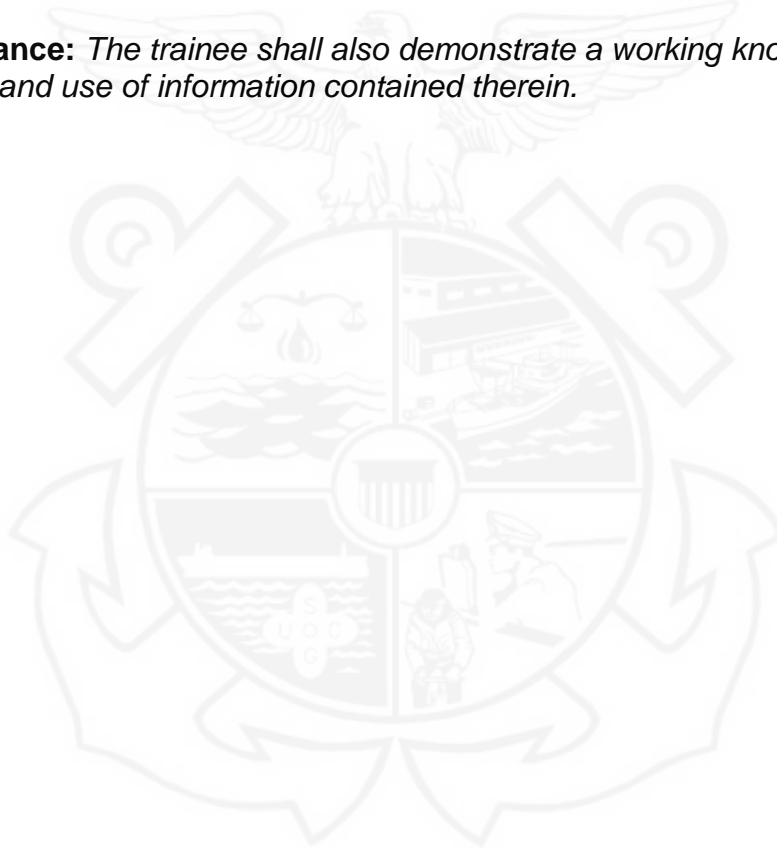 ance: The trainee shall also demonstrate a working kno
and use of information contained therein.
S
U O C
G